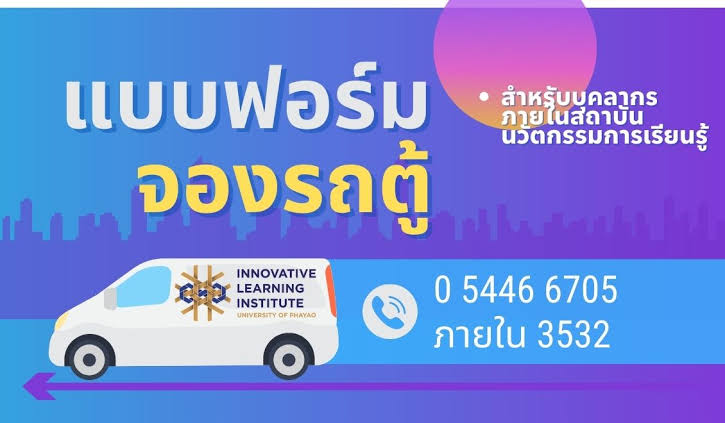 แบบฟอร์ม
จองรถตู้
• สำหรับบุคลากร
ภายในสถาบัน
นวัตกรรมการเรียนรู้
INNOVATIVE
LEARNING
INSTITUTE
UNIVERSITY OF PHAYAO
0 5446 6705
ภายใน 3532